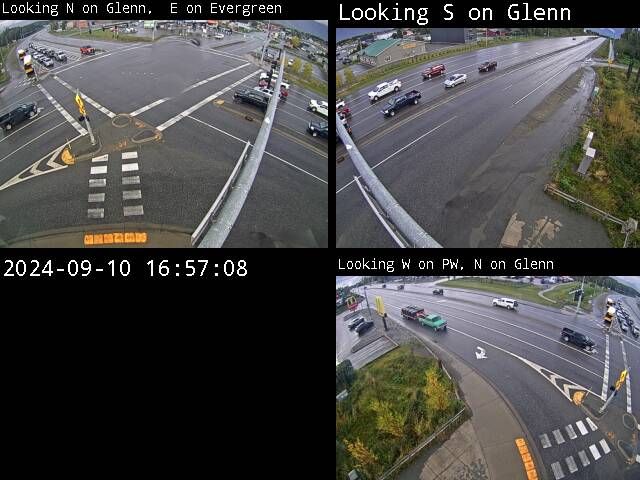 Looking N on Glenn,  E on Evergreen
Looking S on Glenn
2024-09-10 16:57:08
Looking W on PW, N on Glenn